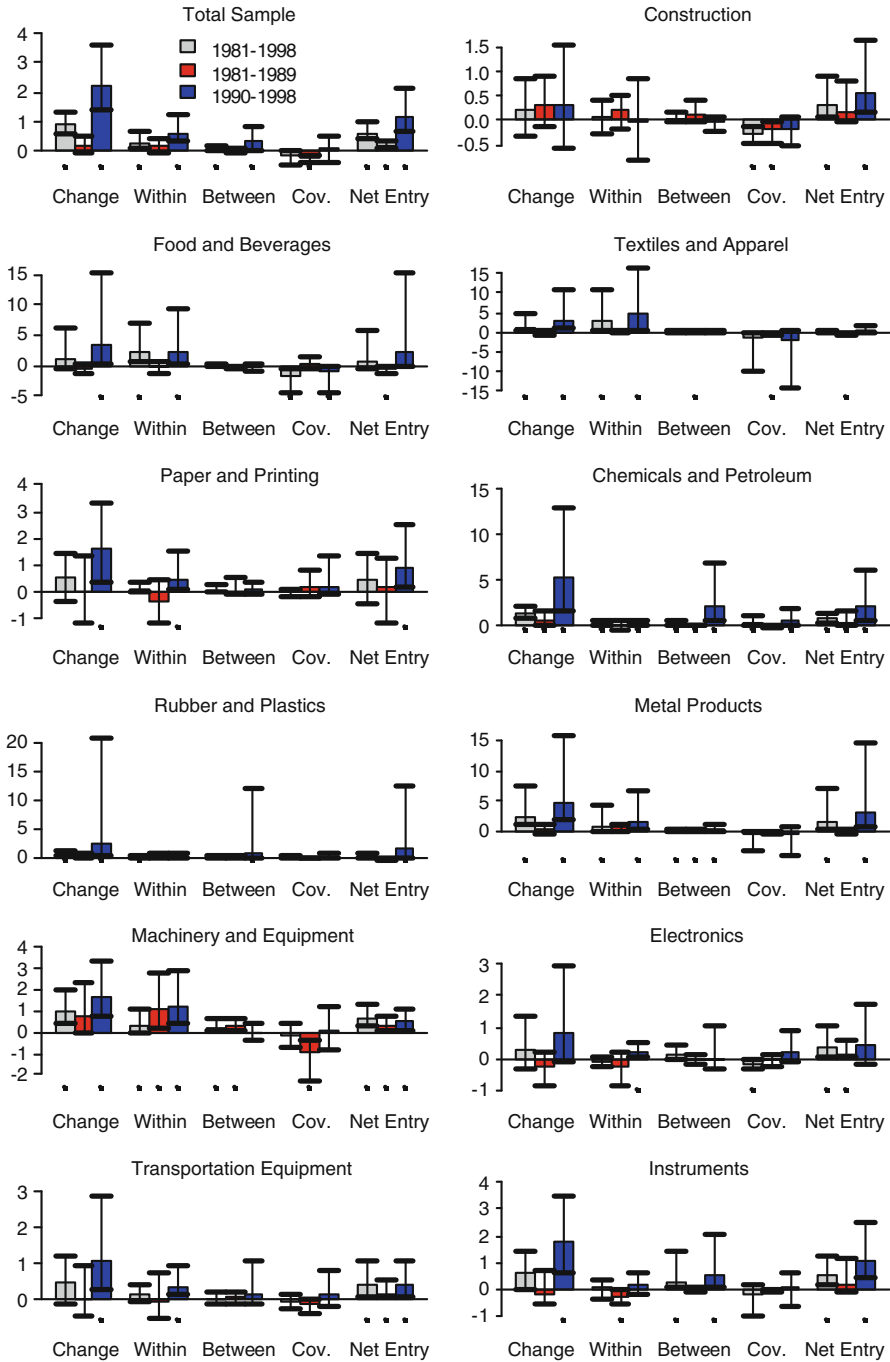 Total Sample
4
3
2
1
0
1981-1998
1981-1989
1990-1998
Change Within Between Cov. Net Entry
Construction
1.5
1.0
0.5
0.0
-0.5
Change Within Between Cov. Net Entry
Food and Beverages
15
10
5
0
-5
Change Within Between Cov. Net Entry
Textiles and Apparel
15
10
5
0
-5
-10
-15
Change Within Between Cov. Net Entry
Paper and Printing
4
3
2
1
0
-1
Change Within Between Cov. Net Entry
Chemicals and Petroleum
15
10
5
0
Change Within Between Cov. Net Entry
Rubber and Plastics
20
15
10
5
0
Change Within Between Cov. Net Entry
Metal Products
15
10
5
0
Change Within Between Cov. Net Entry
Machinery and Equipment
4
3
2
1
0
-1
-2
Change Within Between Cov. Net Entry
Electronics
3
2
1
0
-1
Change Within Between Cov. Net Entry
Transportation Equipment
3
2
1
0
Change Within Between Cov. Net Entry
Instruments
4
3
2
1
0
-1
Change Within Between Cov. Net Entry